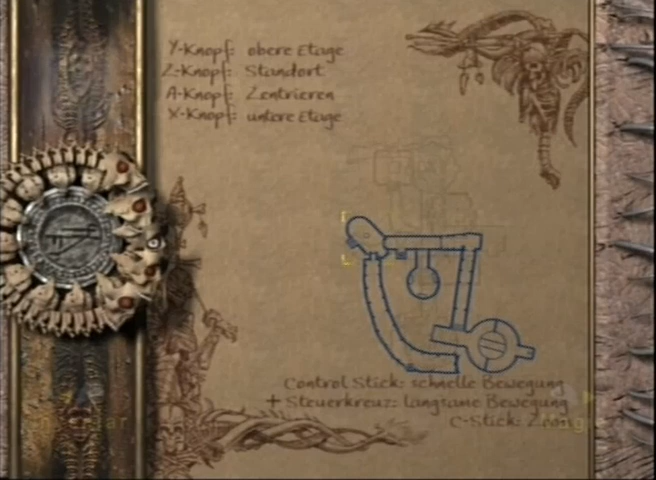 Y-Knopf: obere Etage
Z-Knopf: Standort
A-Knopf: Zentrieren
X-Knopf: untere Etage
Control Stick: schnelle Bewegung
+ Steuerkreuz: langsame Bewegung
C-Stick: Zoom